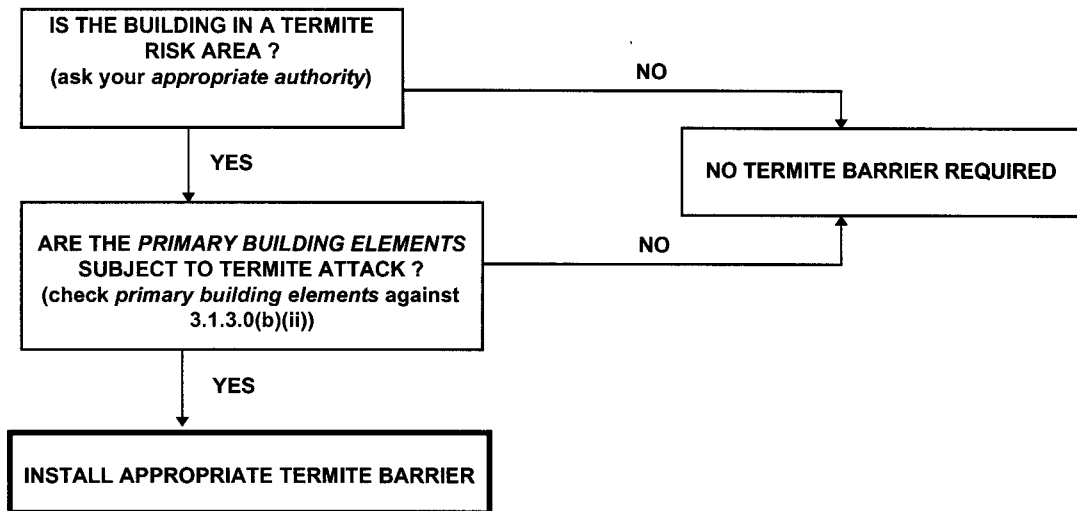 IS THE BUILDING IN A TERMITE
RISK AREA ?
(ask your appropriate authority)
NO
YES
NO TERMITE BARRIER REQUIRED
ARE THE PRIMARY BUILDING ELEMENTS
SUBJECT TO TERMITE ATTACK ?
(check primary building elements against
3.1.3.0(b)(ii))
NO
YES
INSTALL APPROPRIATE TERMITE BARRIER